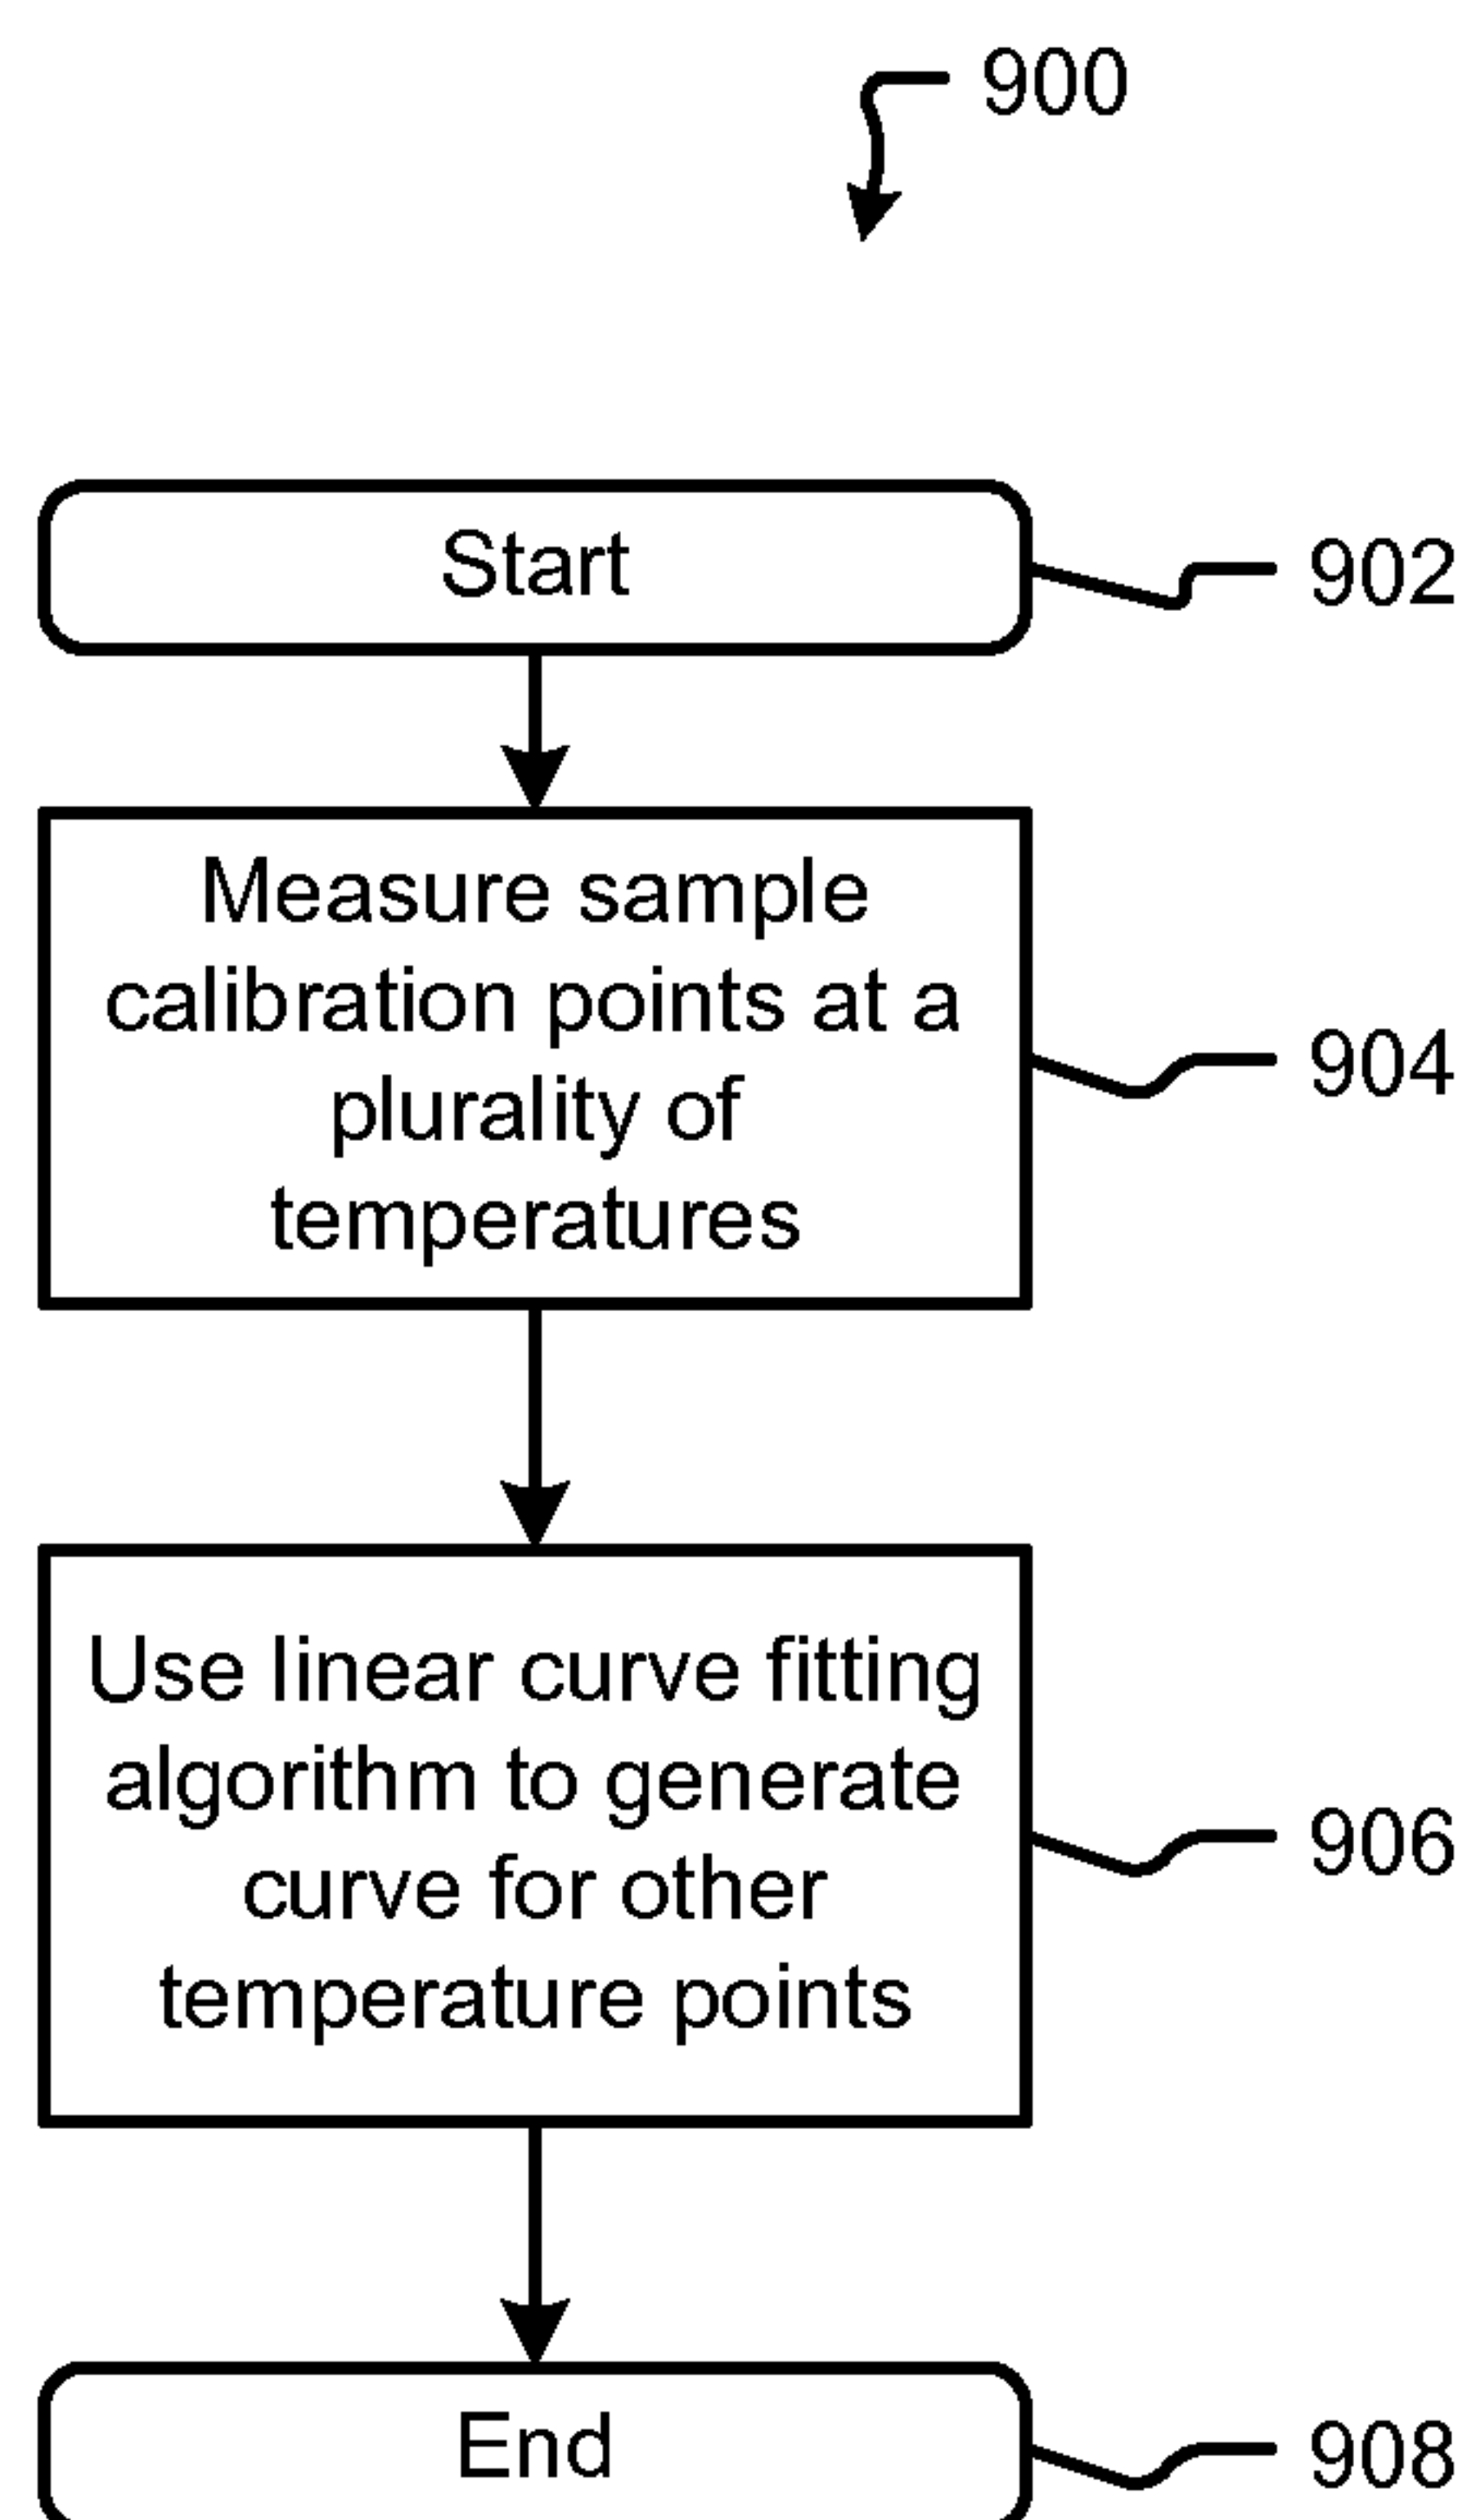 900
Start
902
Measure sample
calibration points at a
plurality of
temperatures
904
Use linear curve fitting
algorithm to generate
curve for other
temperature points
906
End
908